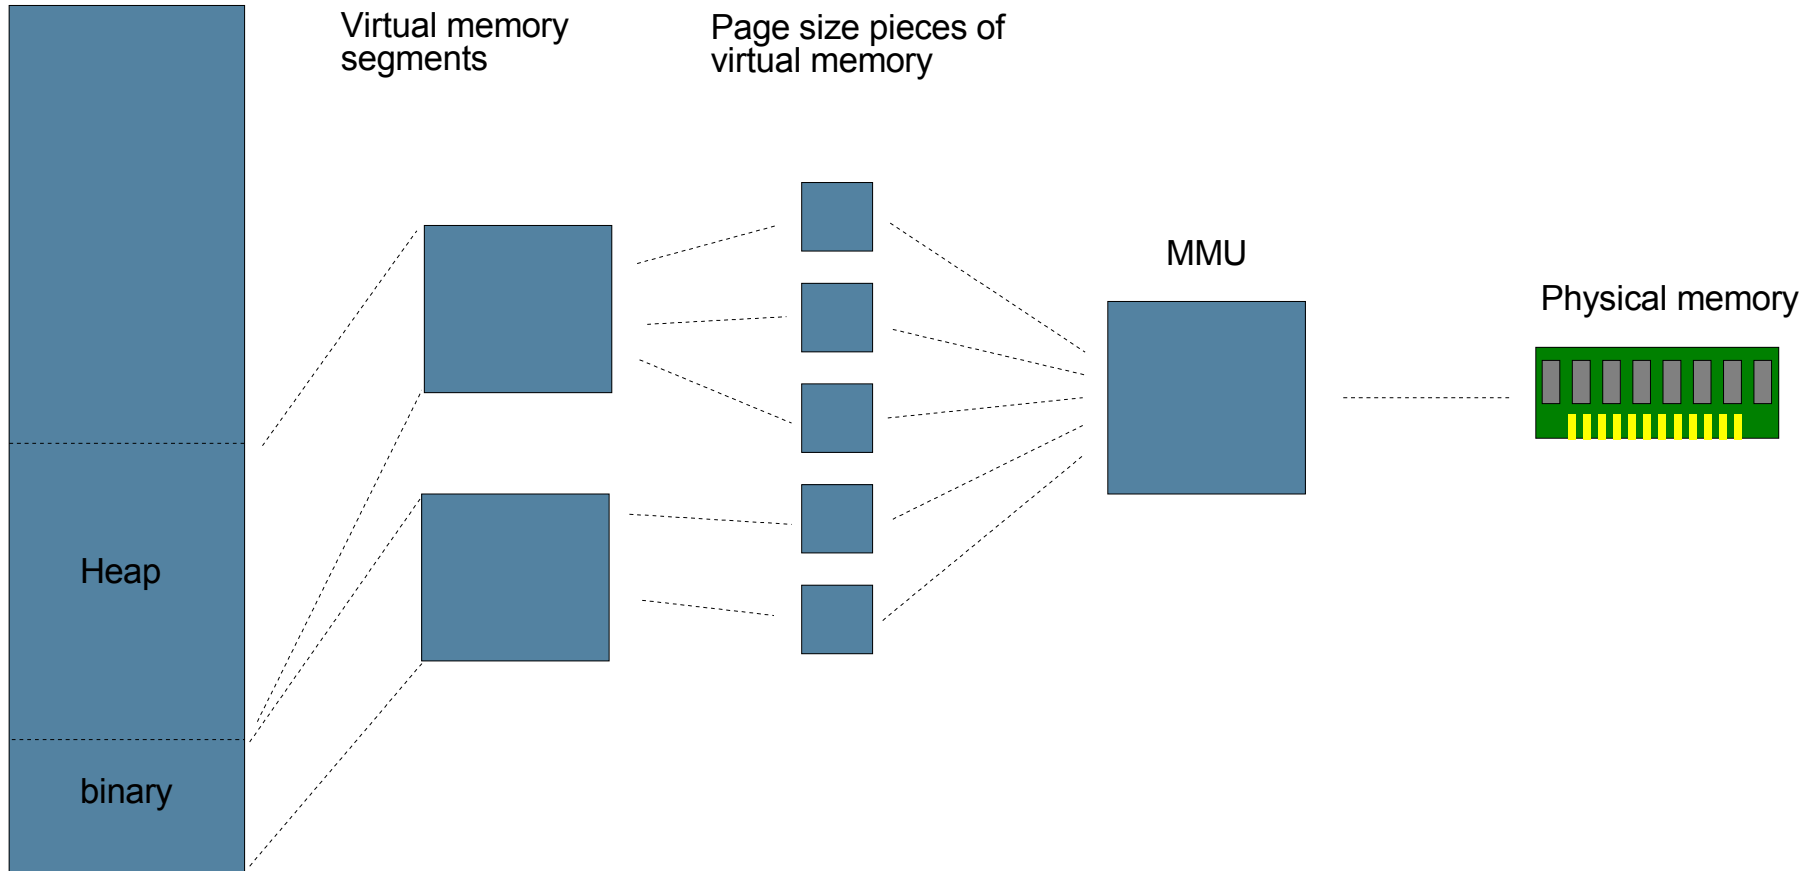 Virtual memory
segments
Page size pieces of
virtual memory
MMU
Physical memory
Heap
binary